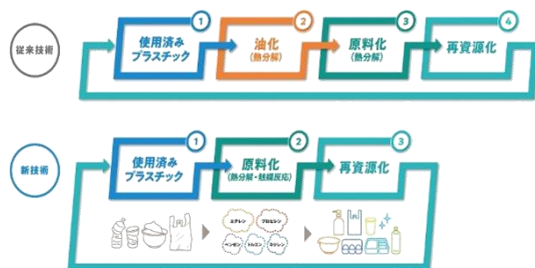 従来技術
1
使用済み
プラスチック
2
油化
(熱分解)
3
原料化
(熱分解)
4
再資源化
新技術
1
使用済み
プラスチック
2
原料化
(熱分解・触媒反応)
3
再資源化
エチレン
プロピレン
ベンゼン
トルエン
キシレン